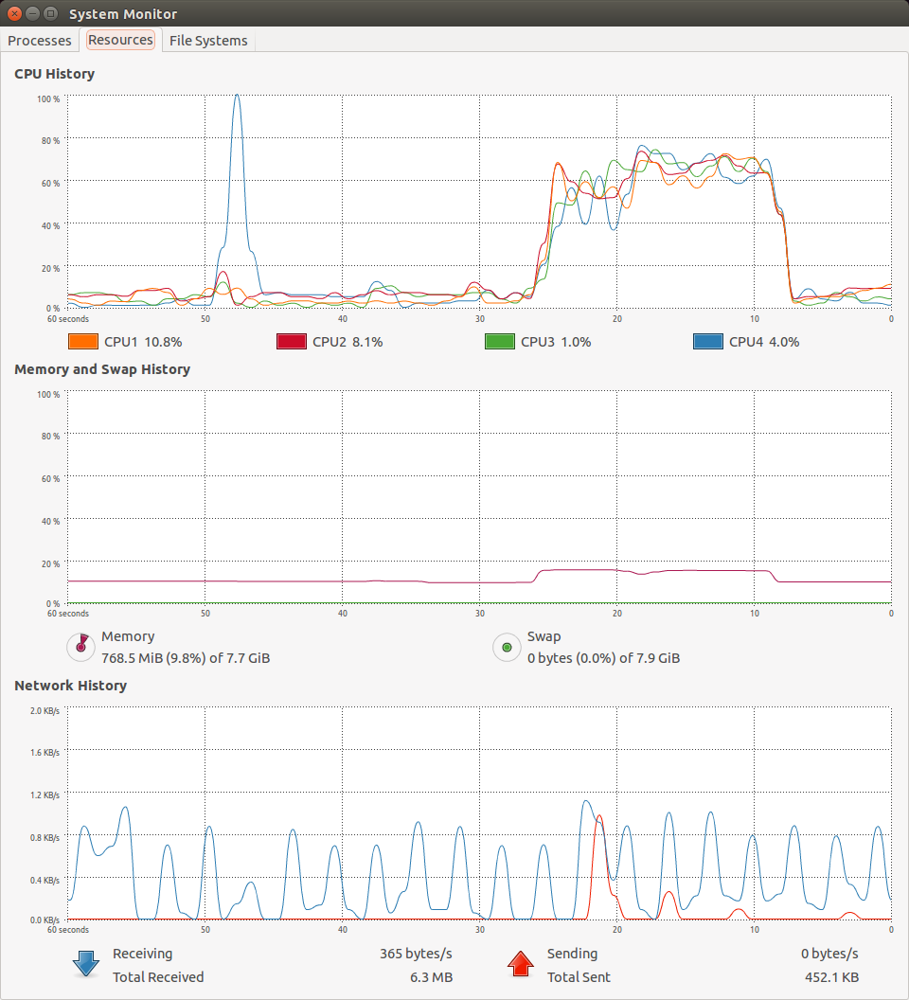 System Monitor
Processes Resources File Systems
CPU History
100 %
80 %
60 %
40 %
20 %
0 %
60 seconds 50 40 30 20 10 0
CPU1 10.8% CPU2 8.1% CPU3 1.0% CPU4 4.0%
Memory and Swap History
100 %
80 %
60 %
40 %
20 %
0 %
60 seconds 50 40 30 20 10 0
Memory Swap
768.5 MiB (9.8%) of 7.7 GiB 0 bytes (0.0%) of 7.9 GiB
Network History
2.0 KB/s
1.6 KB/s
1.2 KB/s
0.8 KB/s
0.4 KB/s
0.0 KB/s
60 seconds 50 40 30 20 10 0
Receiving 365 bytes/s Sending 0 bytes/s
Total Received 6.3 MB Total Sent 452.1 KB